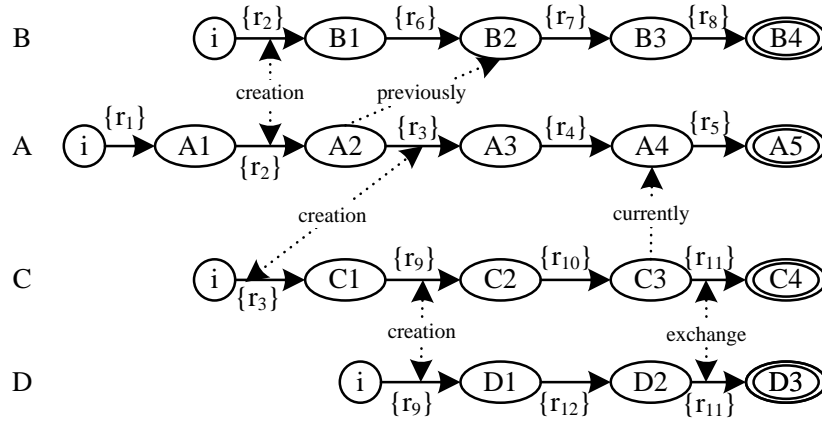 B i {r2} B1 {r6} B2 {r7} B3 {r8} B4
creation previously
A i {r1} A1 {r2} A2 {r3} A3 {r4} A4 {r5} A5
creation currently
C i {r3} C1 {r9} C2 {r10} C3 {r11} C4
creation exchange
D i {r9} D1 {r12} D2 {r11} D3